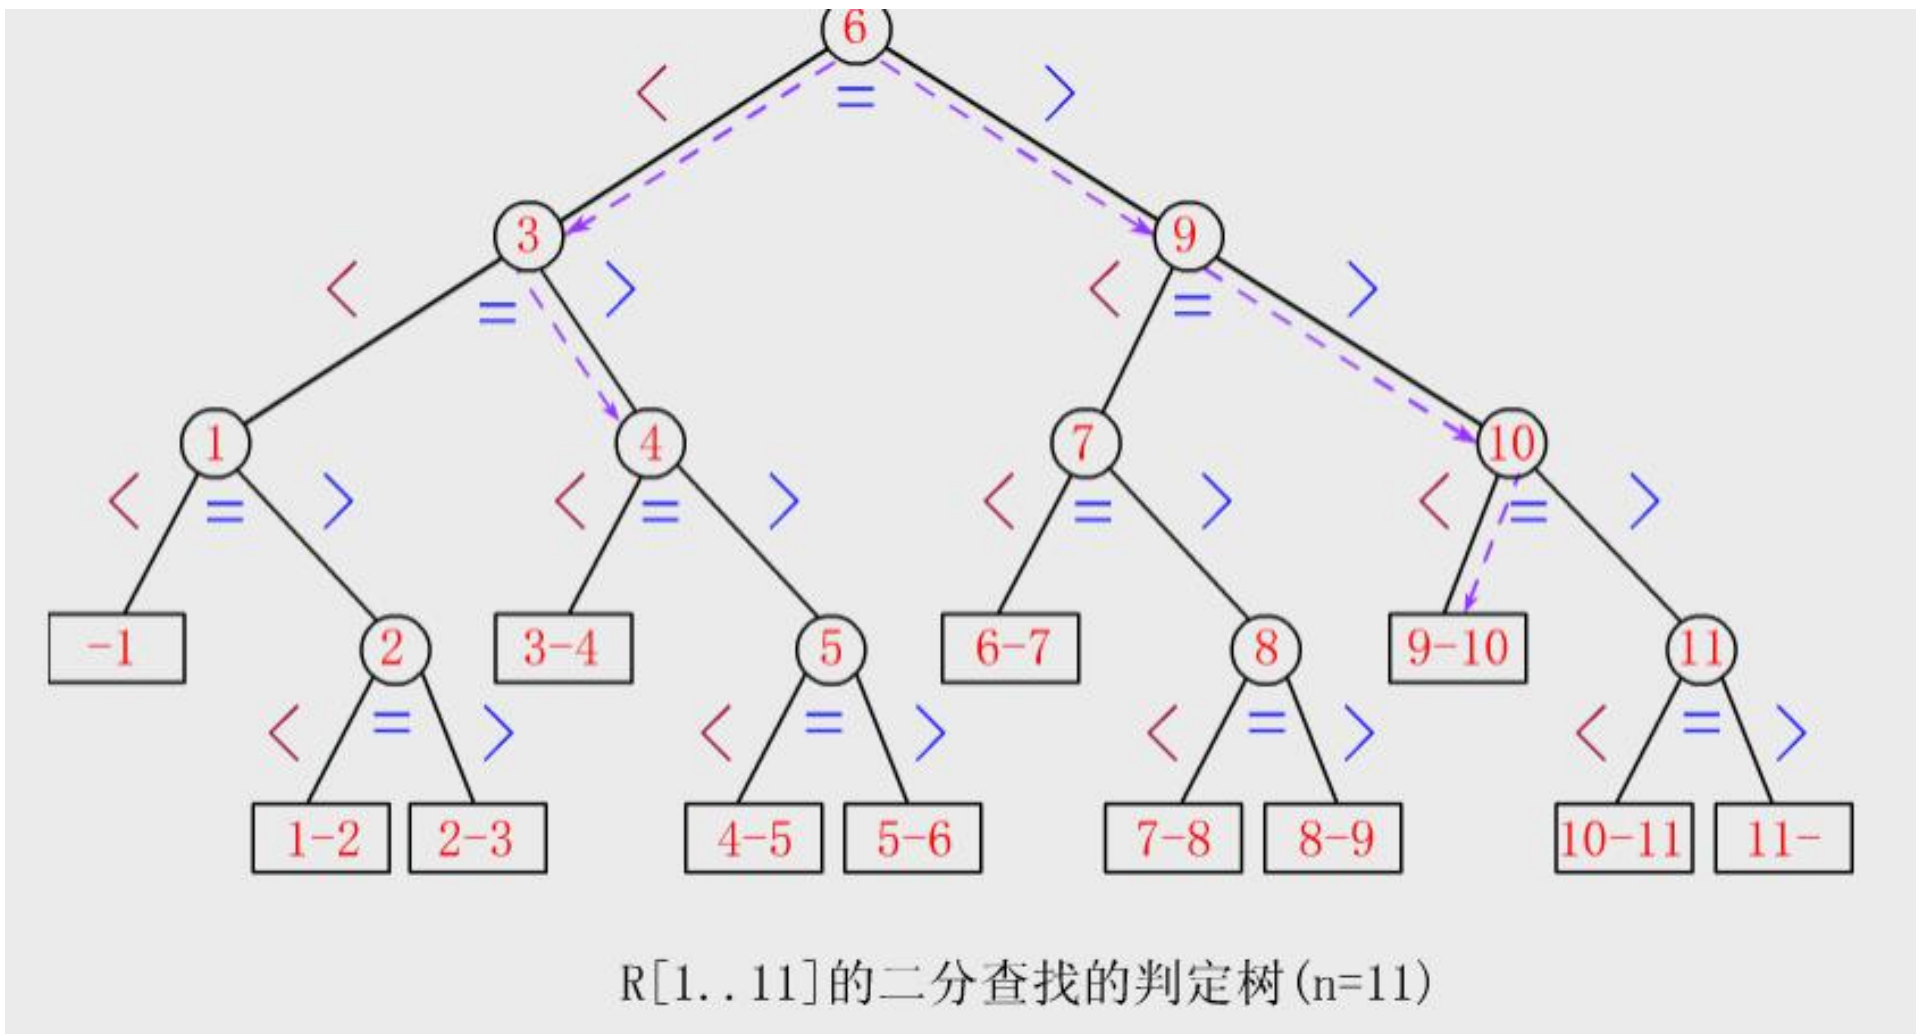 6
< = >
3 9
< = > < = >
1 4 7 10
< = > < = > < = > < = >
-1 2 3-4 5 6-7 8 9-10 11
< = > < = > < = > < = >
1-2 2-3 4-5 5-6 7-8 8-9 10-11 11-
R[1..11]的二分查找的判定树(n=11)